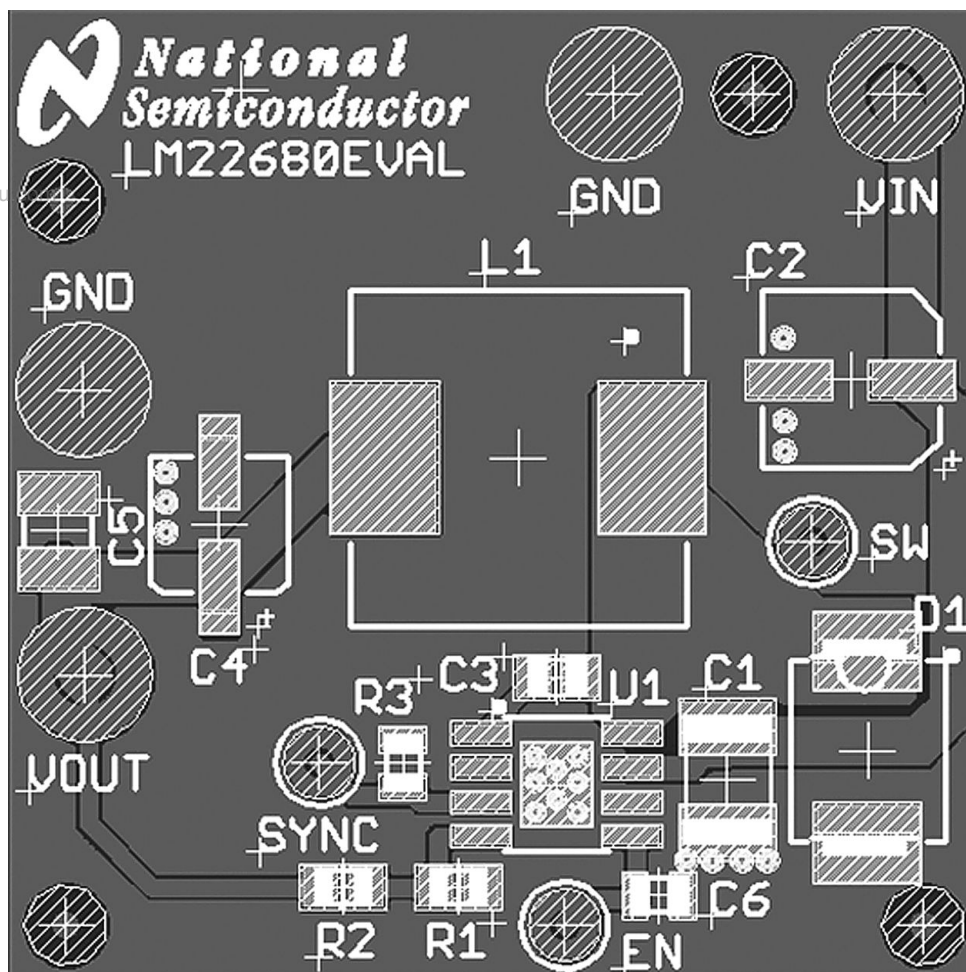 National
Semiconductor
LM22680EVAL
GND
VIN
L1
C2
GND
C5
SW
D1
C4
C3
U1
C1
R3
VOUT
SYNC
C6
R2
R1
EN